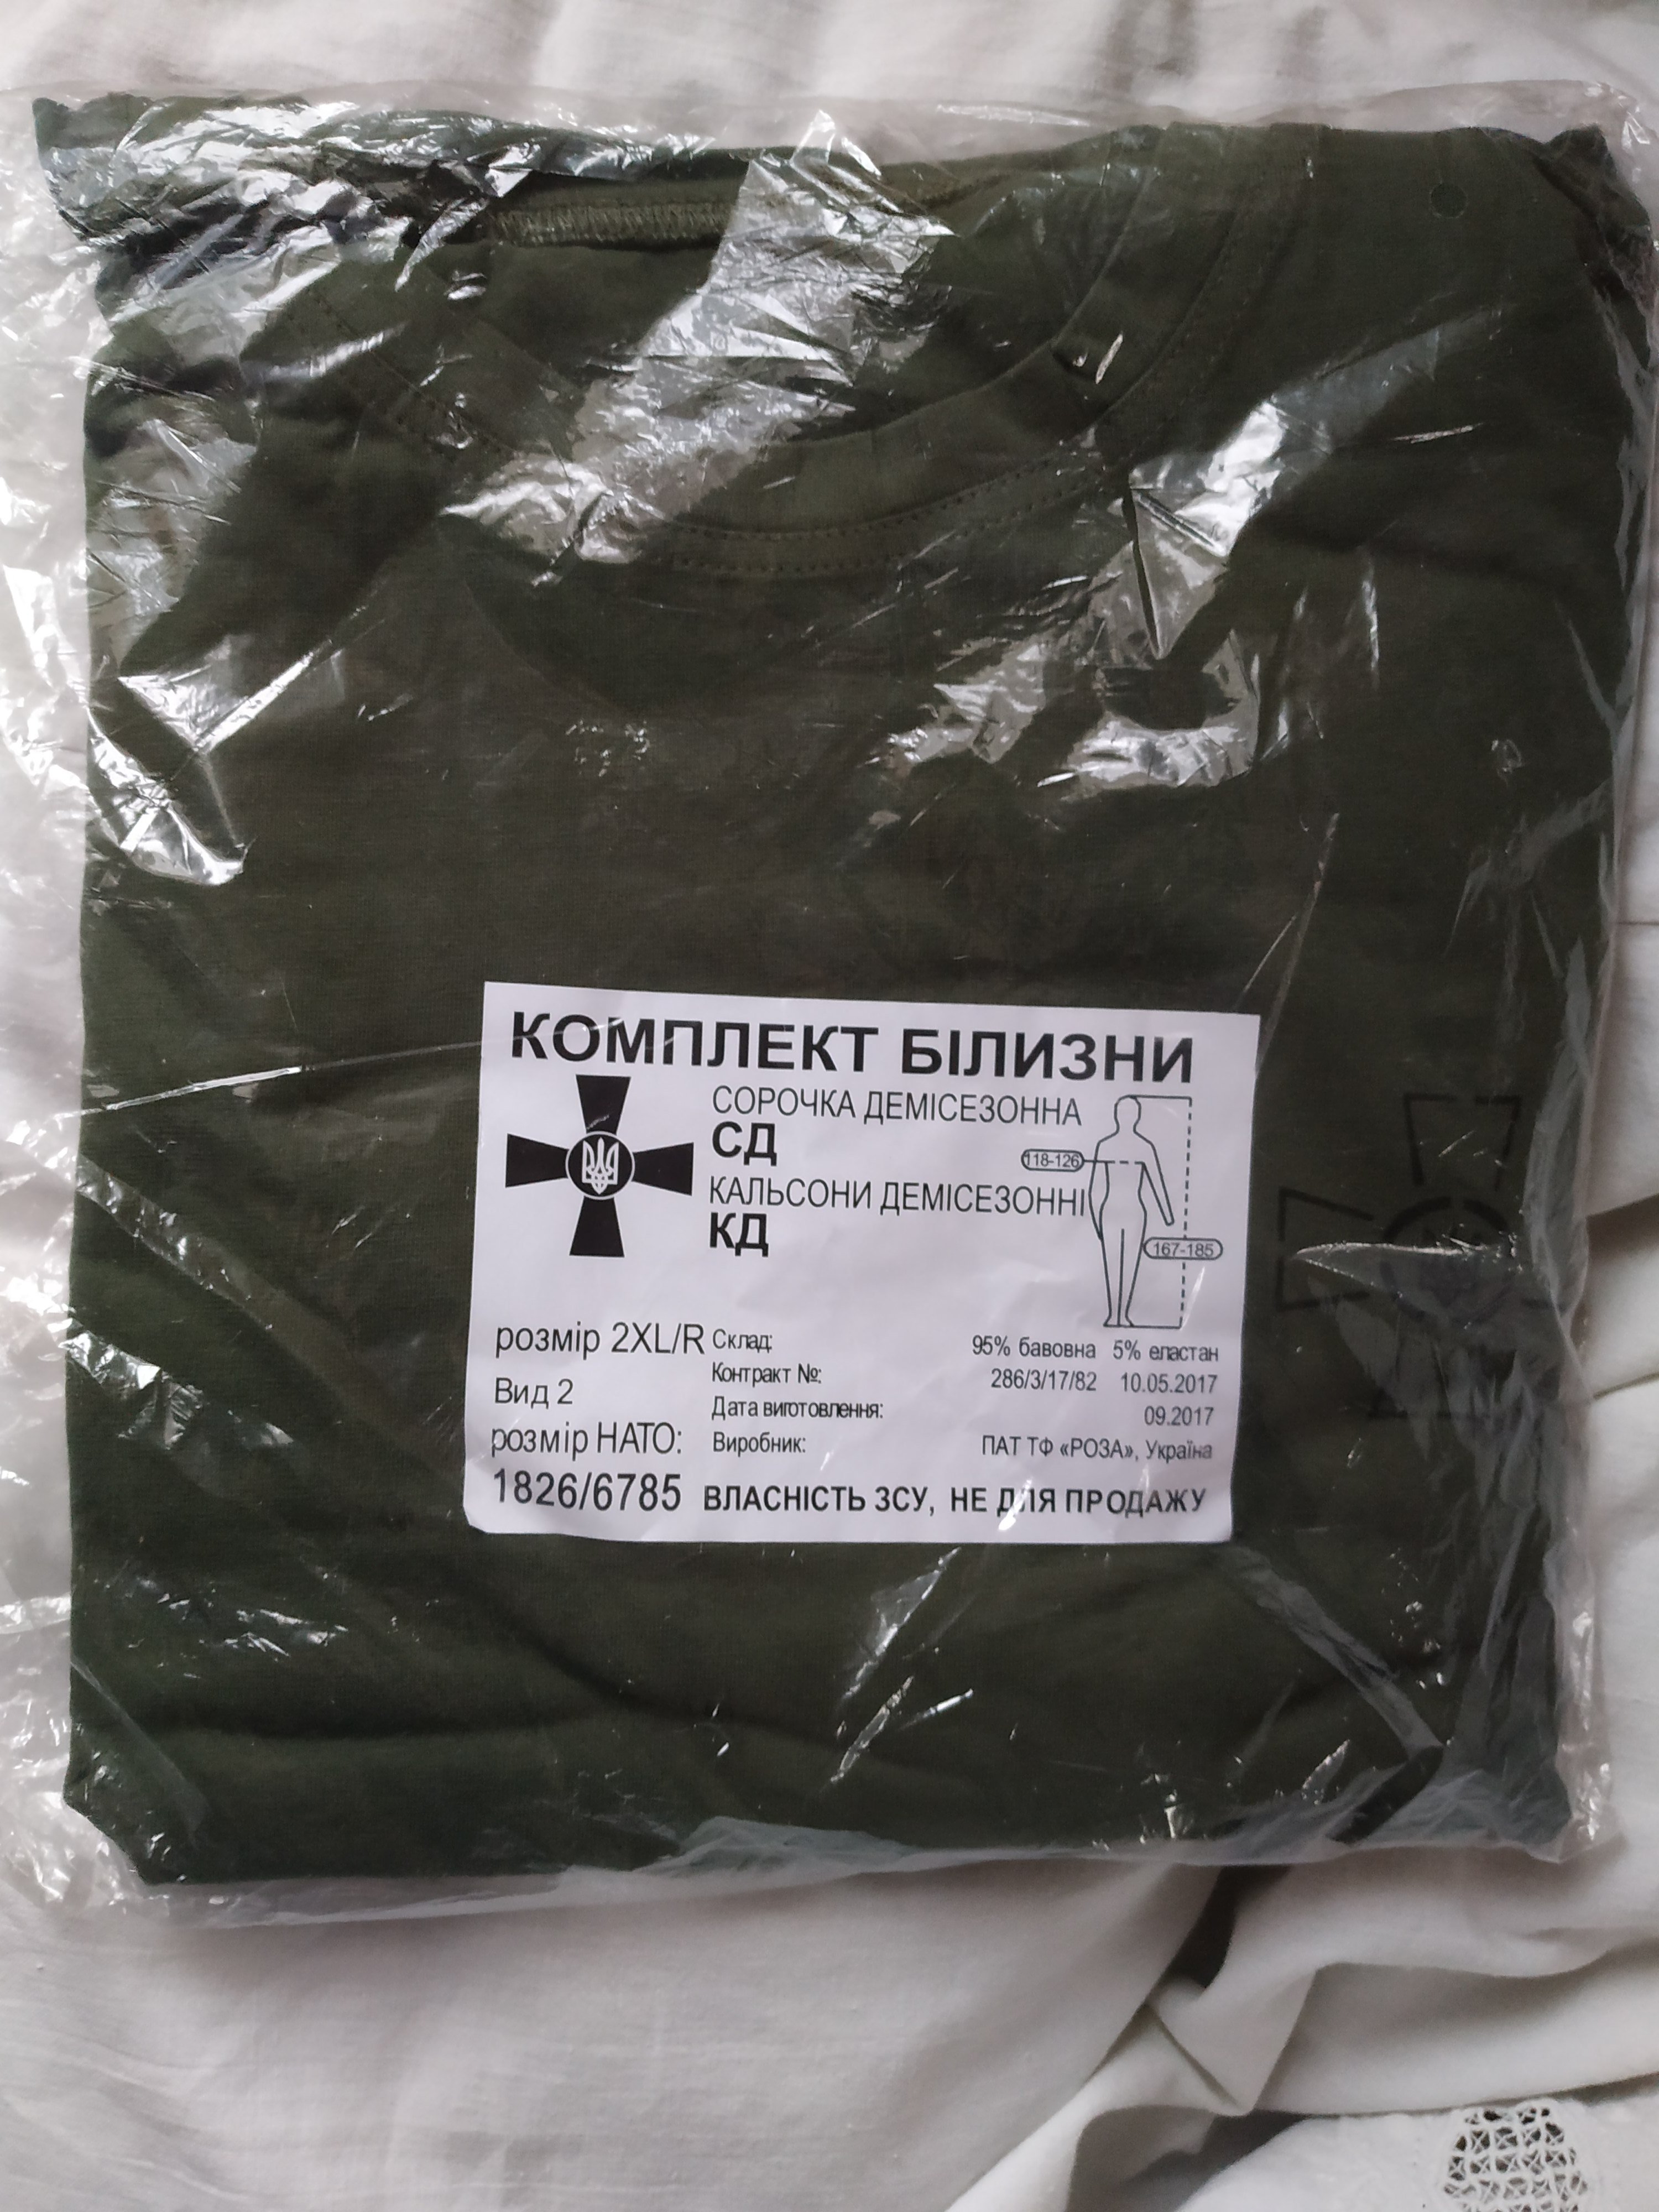 КОМПЛЕКТ БІЛИЗНИ
СОРОЧКА ДЕМІСЕЗОННА
СД
118-126
КАЛЬСОНИ ДЕМІСЕЗОННІ
КД
167-185
розмір 2XL/R Склад: 95% бавовна 5% еластан
Вид 2 Контракт №: 286/3/17/82 10.05.2017
Дата виготовлення: 09.2017
розмір НАТО: Виробник: ПАТ ТФ «РОЗА», Україна
1826/6785 ВЛАСНІСТЬ ЗСУ, НЕ ДЛЯ ПРОДАЖУ